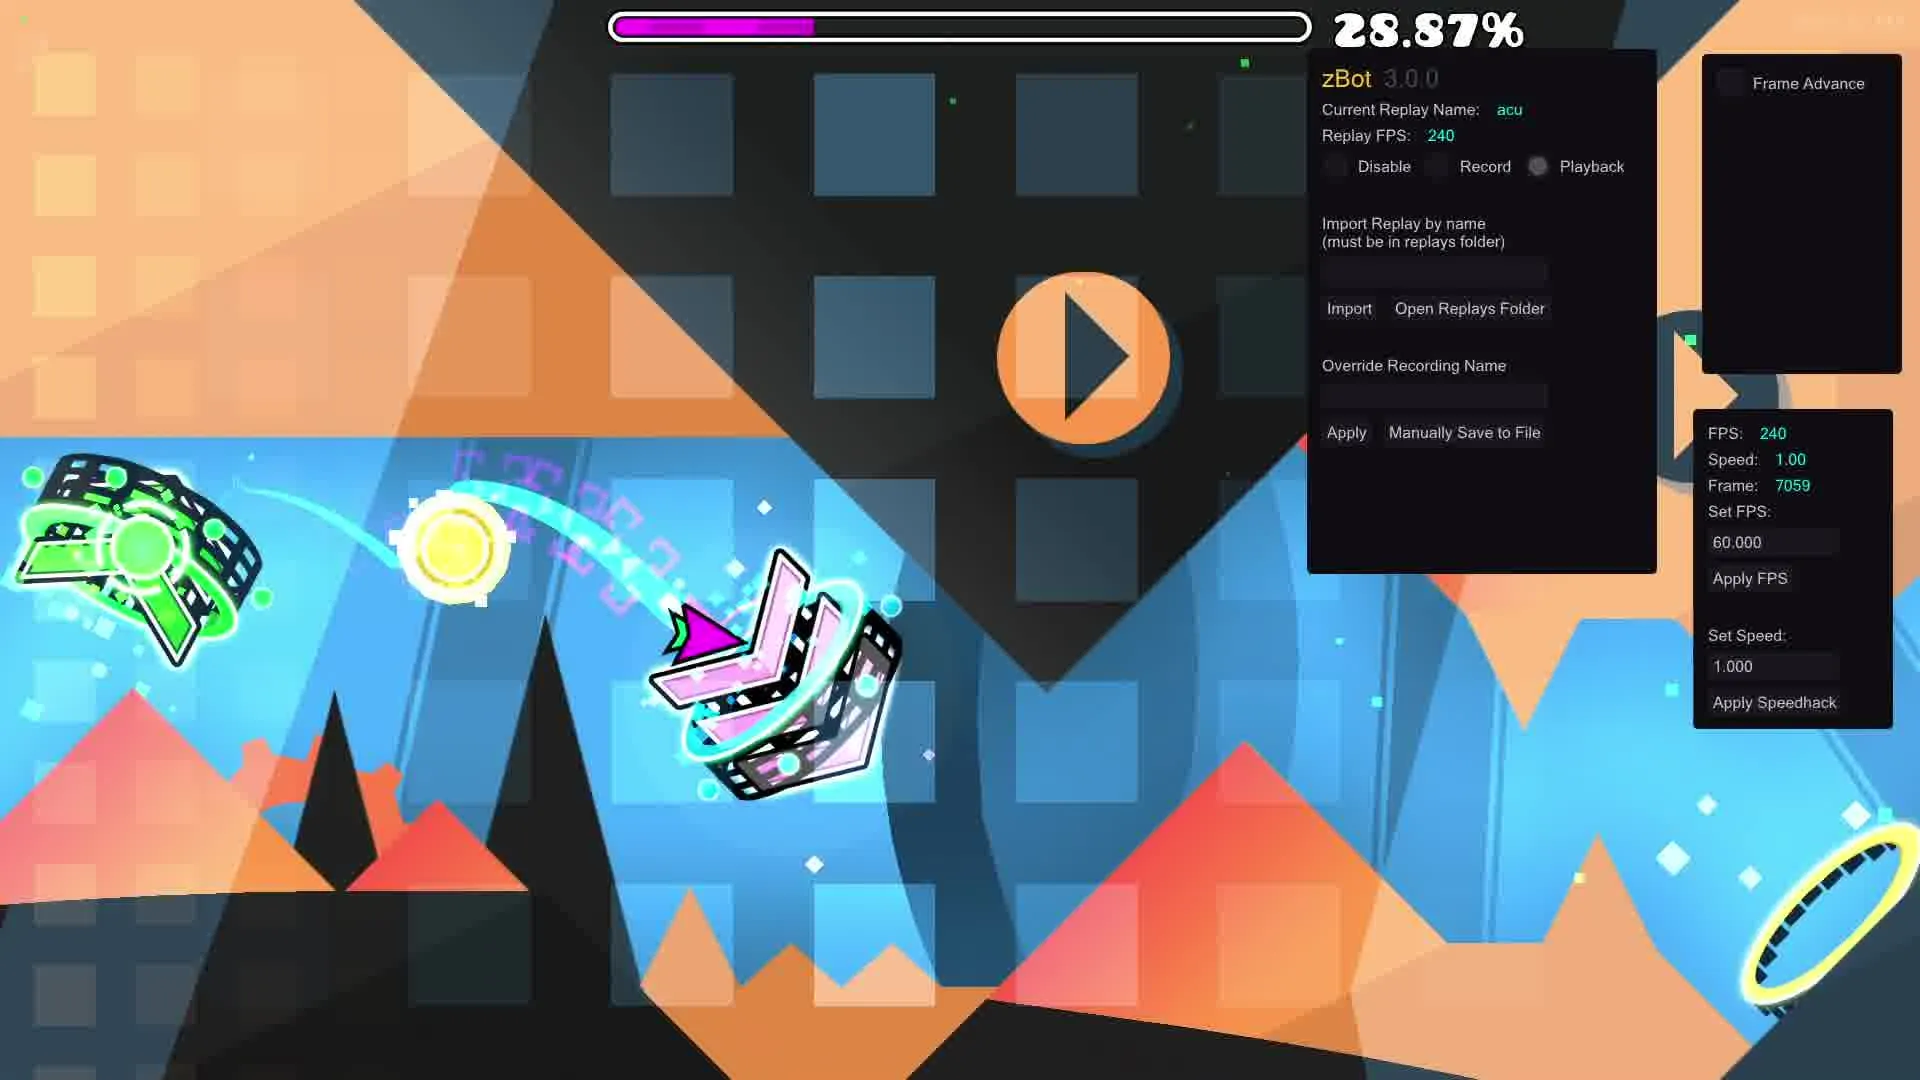 28.87%
zBot 3.0.0
Current Replay Name: acu
Replay FPS: 240
Disable Record Playback
Import Replay by name
(must be in replays folder)
Import Open Replays Folder
Override Recording Name
Apply Manually Save to File
Frame Advance
FPS: 240
Speed: 1.00
Frame: 7059
Set FPS:
60.000
Apply FPS
Set Speed:
1.000
Apply Speedhack